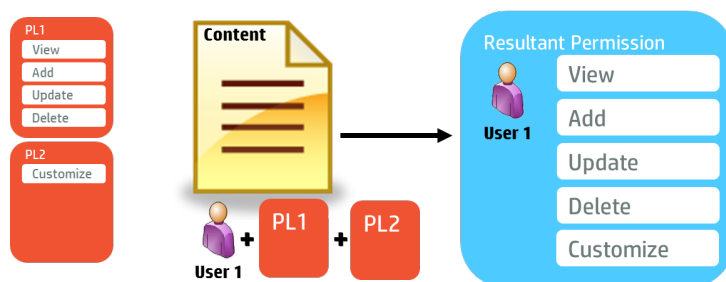 PL1
View
Add
Update
Delete
PL2
Customize
Content
User 1
+
PL1
+
PL2
Resultant Permission
User 1
View
Add
Update
Delete
Customize